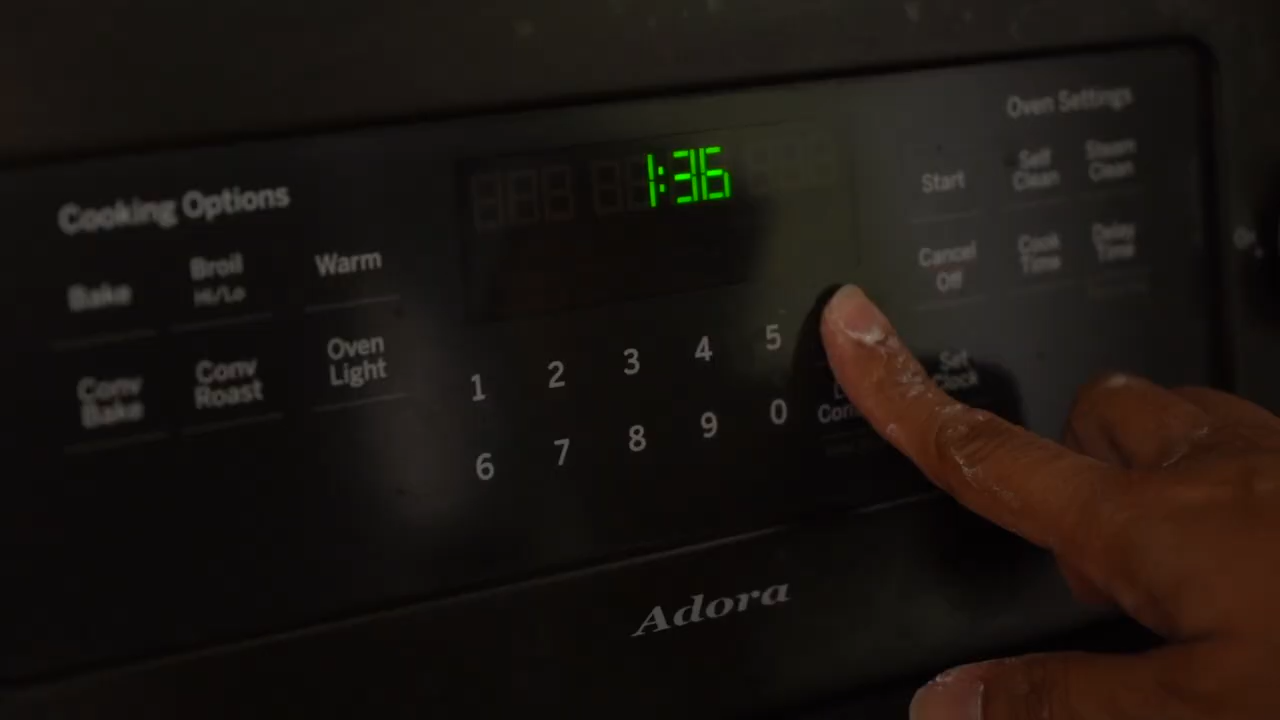 Cooking Options
Bake
Broil
Hi/Lo
Warm
Conv
Bake
Conv
Roast
Oven
Light
1:36
1 2 3 4 5
6 7 8 9 0
Oven Settings
Start
Self
Clean
Steam
Clean
Cancel
Off
Cook
Time
Delay
Time
Set
Clock
Adora